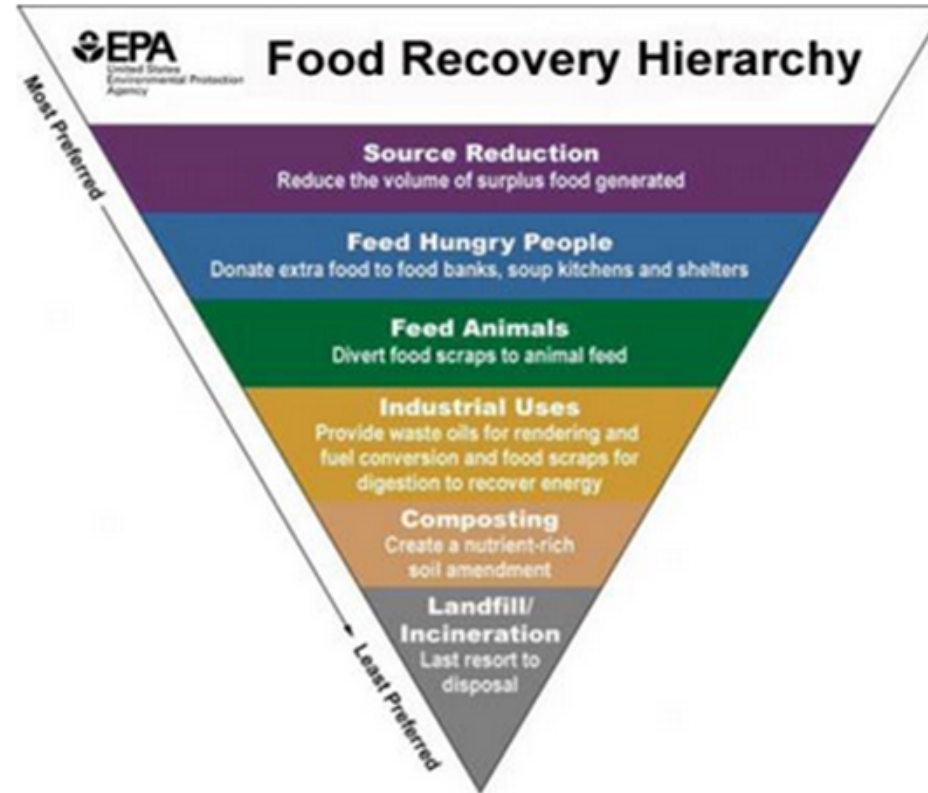 EPA
United States
Environmental Protection
Agency
Food Recovery Hierarchy
Most Preferred
Source Reduction
Reduce the volume of surplus food generated
Feed Hungry People
Donate extra food to food banks, soup kitchens and shelters
Feed Animals
Divert food scraps to animal feed
Industrial Uses
Provide waste oils for rendering and
fuel conversion and food scraps for
digestion to recover energy
Composting
Create a nutrient-rich
soil amendment
Landfill/
Incineration
Last resort to
disposal
Least Preferred